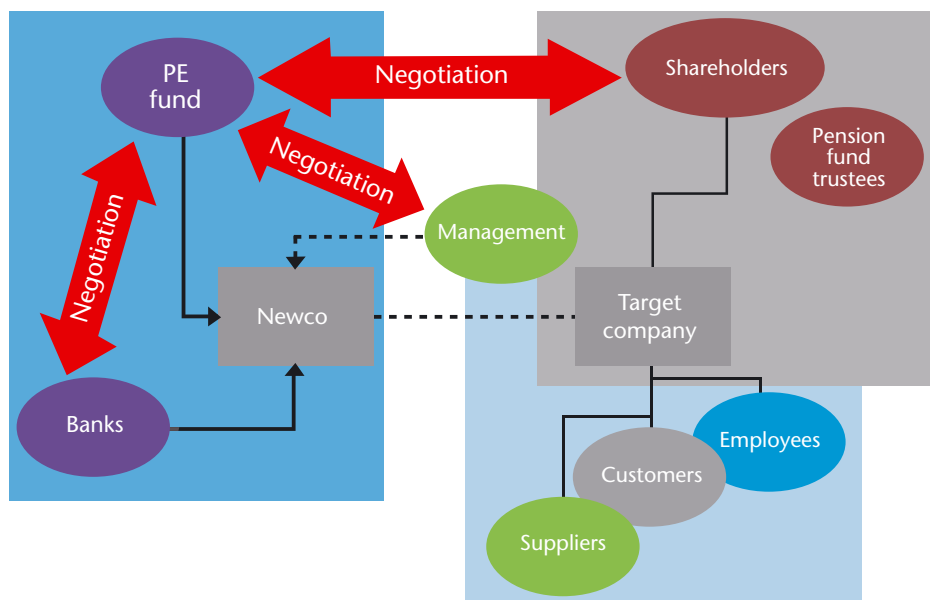 PE
fund
Negotiation
Shareholders
Pension
fund
trustees
Negotiation
Negotiation
Management
Newco
Target
company
Banks
Employees
Customers
Suppliers